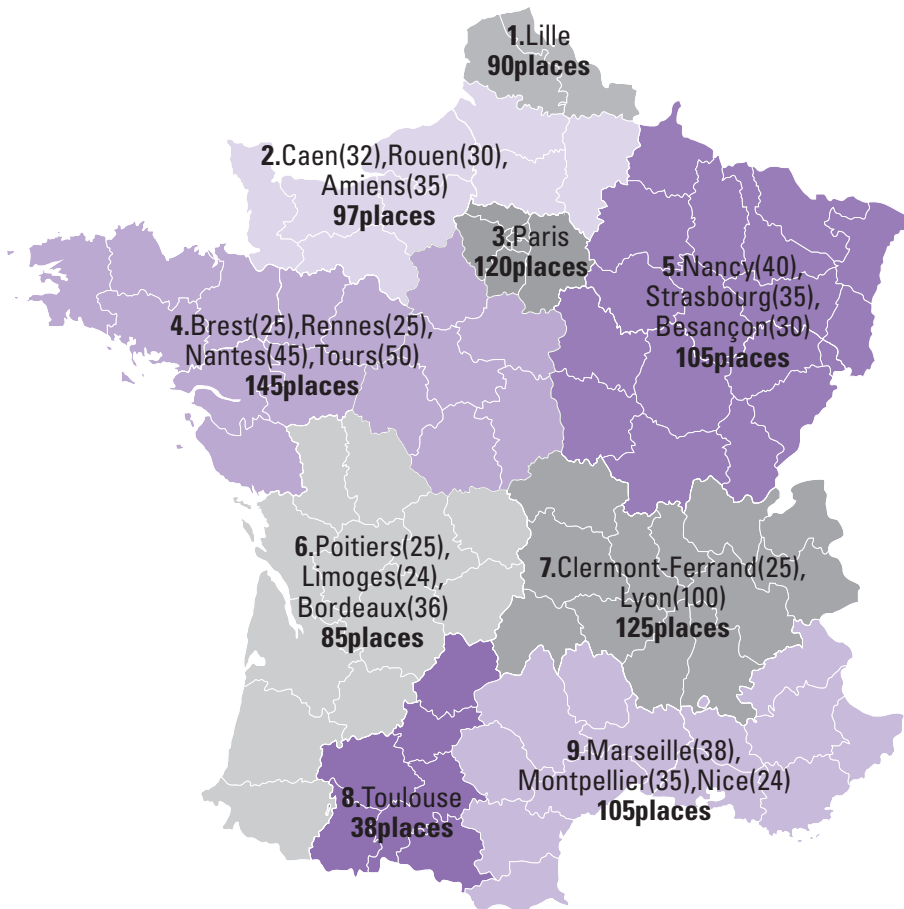 1.Lille
90places
2.Caen(32),Rouen(30),
Amiens(35)
97places
3.Paris
120places
4.Brest(25),Rennes(25),
Nantes(45),Tours(50)
145places
5.Nancy(40),
Strasbourg(35),
Besançon(30)
105places
6.Poitiers(25),
Limoges(24),
Bordeaux(36)
85places
7.Clermont-Ferrand(25),
Lyon(100)
125places
8.Toulouse
38places
9.Marseille(38),
Montpellier(35),Nice(24)
105places